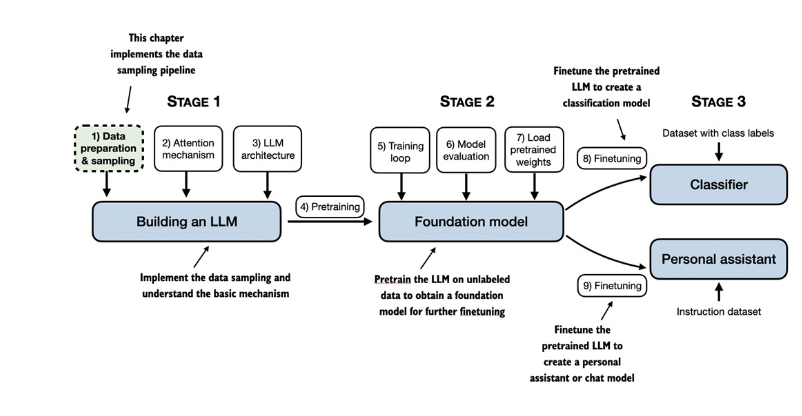 This chapter
implements the data
sampling pipeline
STAGE 1
1) Data
preparation
& sampling
2) Attention
mechanism
3) LLM
architecture
Building an LLM
Implement the data sampling and
understand the basic mechanism
4) Pretraining
STAGE 2
5) Training
loop
6) Model
evaluation
7) Load
pretrained
weights
Foundation model
Pretrain the LLM on unlabeled
data to obtain a foundation
model for further finetuning
Finetune the pretrained
LLM to create a
classification model
STAGE 3
8) Finetuning
Dataset with class labels
Classifier
Personal assistant
9) Finetuning
Instruction dataset
Finetune the
pretrained LLM to
create a personal
assistant or chat model